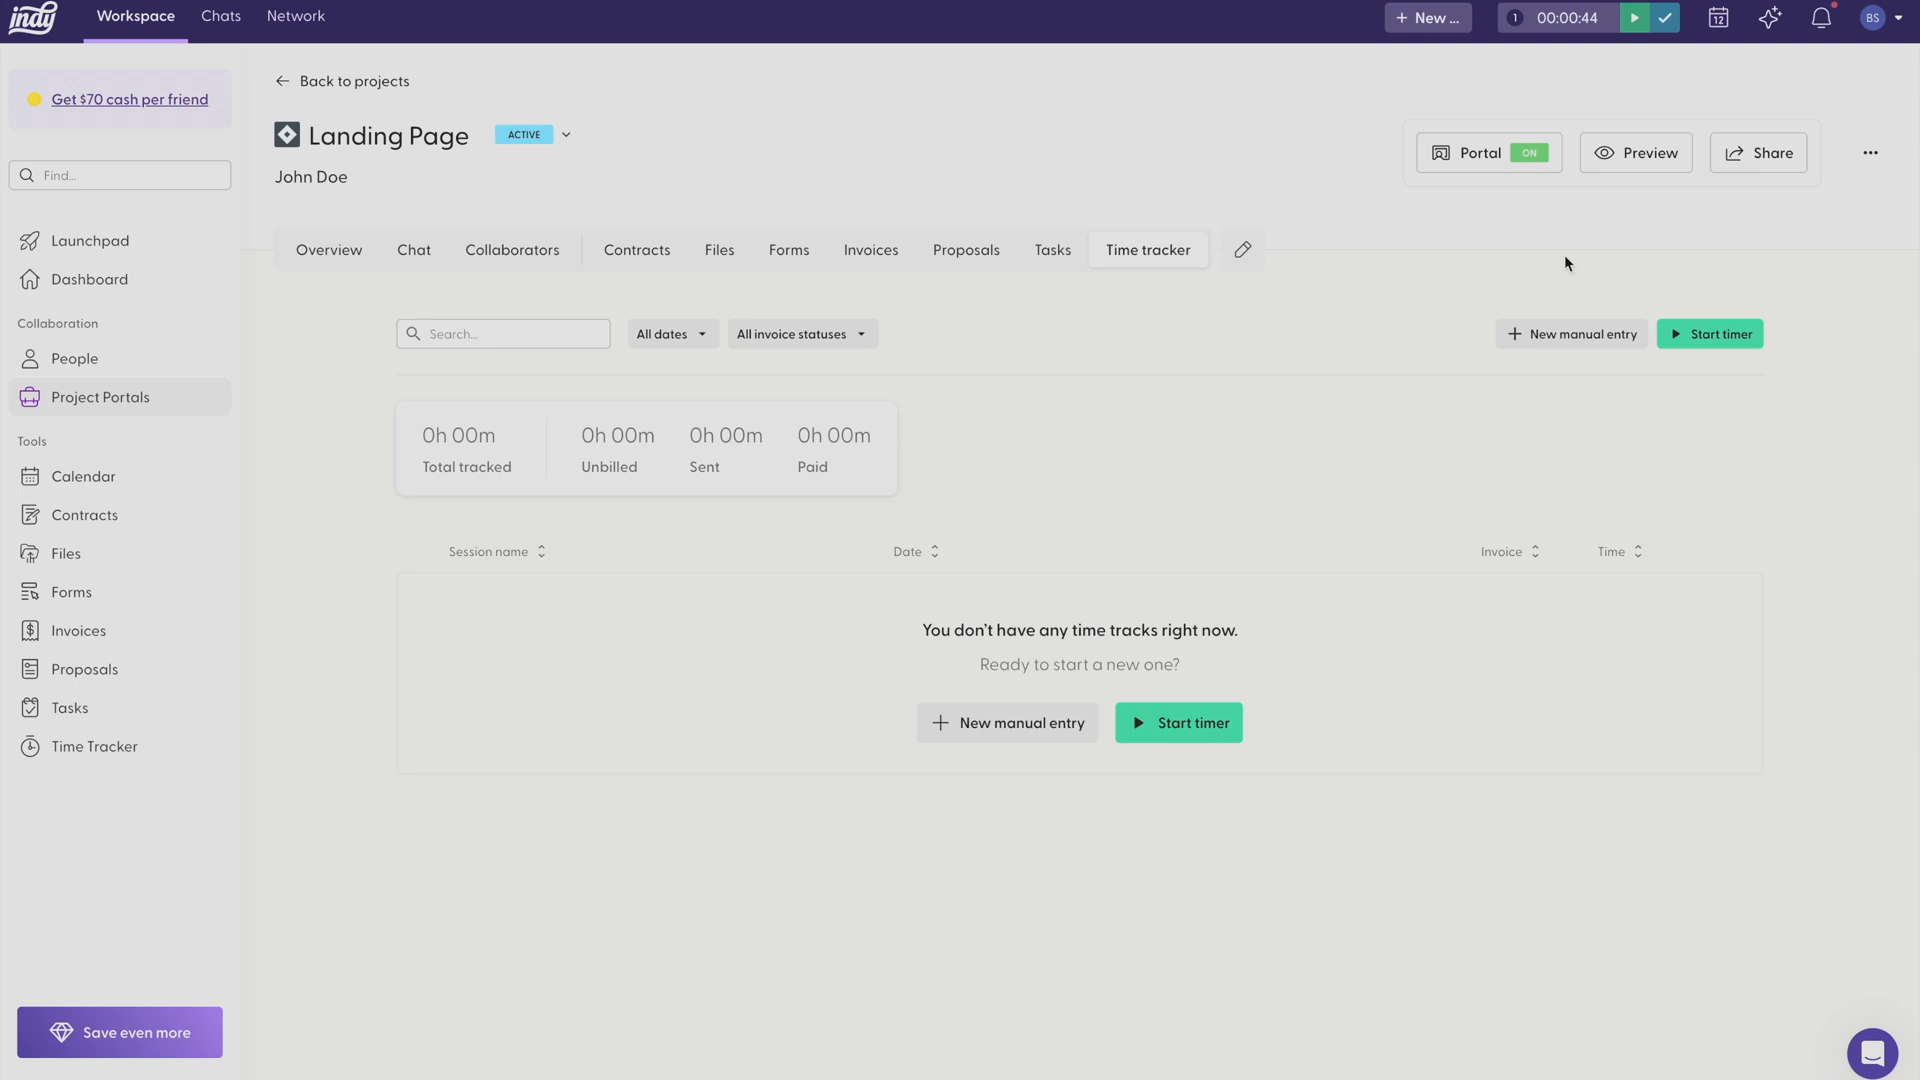 indy
Workspace
Chats
Network
+ New ...
1
00:00:44
12
BS
Get $70 cash per friend
Find...
Launchpad
Dashboard
Collaboration
People
Project Portals
Tools
Calendar
Contracts
Files
Forms
Invoices
Proposals
Tasks
Time Tracker
Save even more
Back to projects
Landing Page
ACTIVE
John Doe
Portal
ON
Preview
Share
Overview
Chat
Collaborators
Contracts
Files
Forms
Invoices
Proposals
Tasks
Time tracker
Search...
All dates
All invoice statuses
New manual entry
Start timer
0h 00m
Total tracked
0h 00m
Unbilled
0h 00m
Sent
0h 00m
Paid
Session name
Date
Invoice
Time
You don't have any time tracks right now.
Ready to start a new one?
New manual entry
Start timer